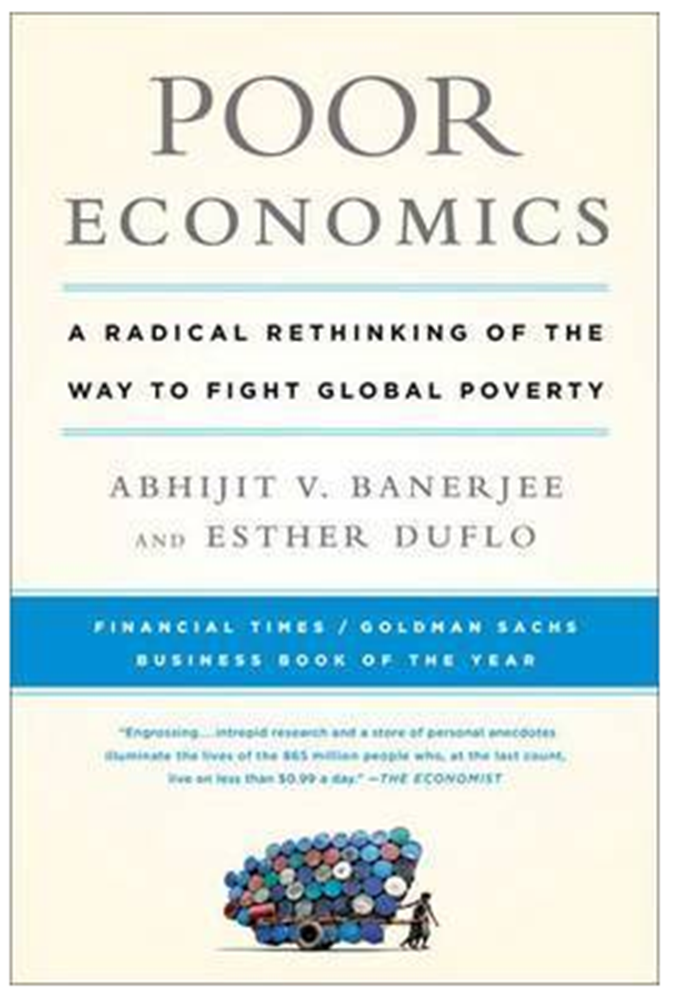 POOR
ECONOMICS
A RADICAL RETHINKING OF THE
WAY TO FIGHT GLOBAL POVERTY
ABHIJIT V. BANERJEE
AND ESTHER DUFLO
FINANCIAL TIMES / GOLDMAN SACHS
BUSINESS BOOK OF THE YEAR
"Engrossing...intrepid research and a store of personal anecdotes
illuminate the lives of the 865 million people who, at the last count,
live on less than $0.99 a day." —THE ECONOMIST